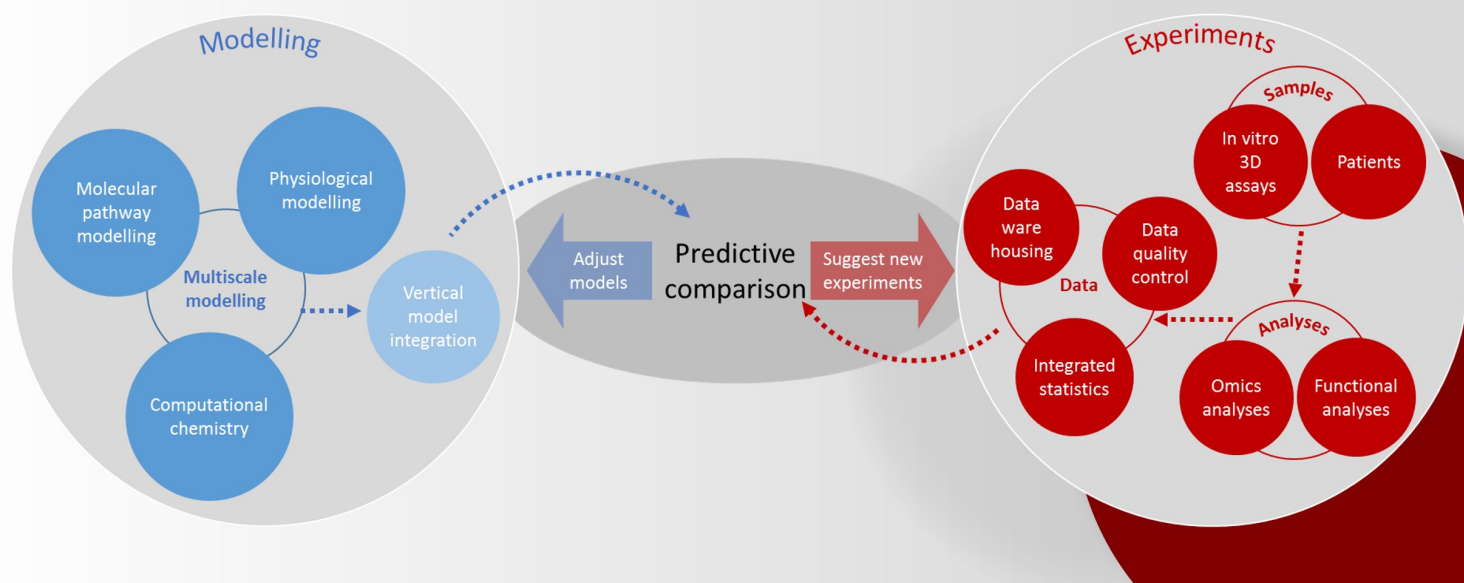 Modelling
Molecular
pathway
modelling
Physiological
modelling
Multiscale
modelling
Computational
chemistry
Vertical
model
integration
Adjust
models
Predictive
comparison
Suggest new
experiments
Experiments
Samples
In vitro
3D
assays
Patients
Data
ware
housing
Data
quality
control
Data
Integrated
statistics
Analyses
Omics
analyses
Functional
analyses